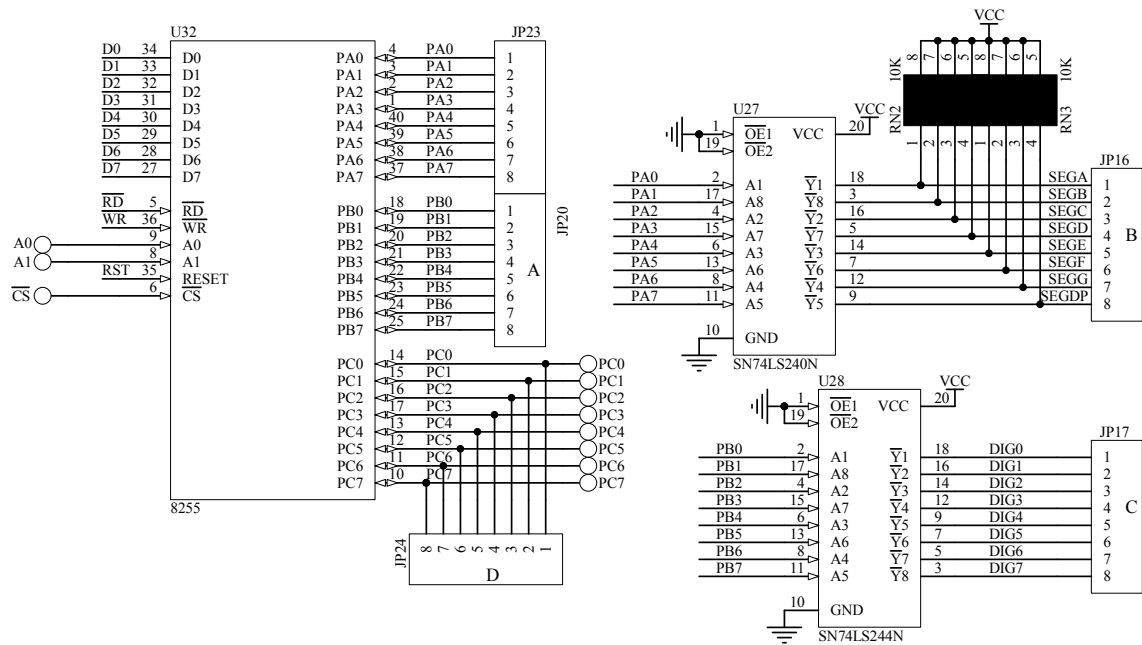 U32
JP23
D0 34 D0 PA0 4 PA0 1
D1 33 D1 PA1 3 PA1 2
D2 32 D2 PA2 2 PA2 3
D3 31 D3 PA3 1 PA3 4
D4 30 D4 PA4 40 PA4 5
D5 29 D5 PA5 39 PA5 6
D6 28 D6 PA6 38 PA6 7
D7 27 D7 PA7 37 PA7 8
RD 5 RD PB0 18 PB0 1
WR 36 WR PB1 19 PB1 2
A0 9 A0 PB2 20 PB2 3
A1 8 A1 PB3 21 PB3 4
RST 35 RESET PB4 22 PB4 5
CS 6 CS PB5 23 PB5 6
PB6 24 PB6 7
PB7 25 PB7 8
JP20
A
PC0 14 PC0 PC0
PC1 15 PC1 PC1
PC2 16 PC2 PC2
PC3 17 PC3 PC3
PC4 13 PC4 PC4
PC5 12 PC5 PC5
PC6 11 PC6 PC6
PC7 10 PC7 PC7
8255
JP24
8 7 6 5 4 3 2 1
D
VCC
8 7 6 5 8 7 6 5
10K
10K
RN2
RN3
1 2 3 4 1 2 3 4
U27
VCC
1 OE1 VCC 20
19 OE2
JP16
PA0 2 A1 Y1 18 SEGA 1
PA1 17 A8 Y8 3 SEGB 2
PA2 4 A2 Y2 16 SEGC 3
PA3 15 A7 Y7 5 SEGD 4
PA4 6 A3 Y3 14 SEGE 5
PA5 13 A6 Y6 7 SEGF 6
PA6 8 A4 Y4 12 SEGG 7
PA7 11 A5 Y5 9 SEGDP 8
B
10 GND
SN74LS240N
U28
VCC
1 OE1 VCC 20
19 OE2
JP17
PB0 2 A1 Y1 18 DIG0 1
PB1 17 A8 Y2 16 DIG1 2
PB2 4 A2 Y3 14 DIG2 3
PB3 15 A7 Y4 12 DIG3 4
PB4 6 A3 Y5 9 DIG4 5
PB5 13 A6 Y6 7 DIG5 6
PB6 8 A4 Y7 5 DIG6 7
PB7 11 A5 Y8 3 DIG7 8
C
10 GND
SN74LS244N